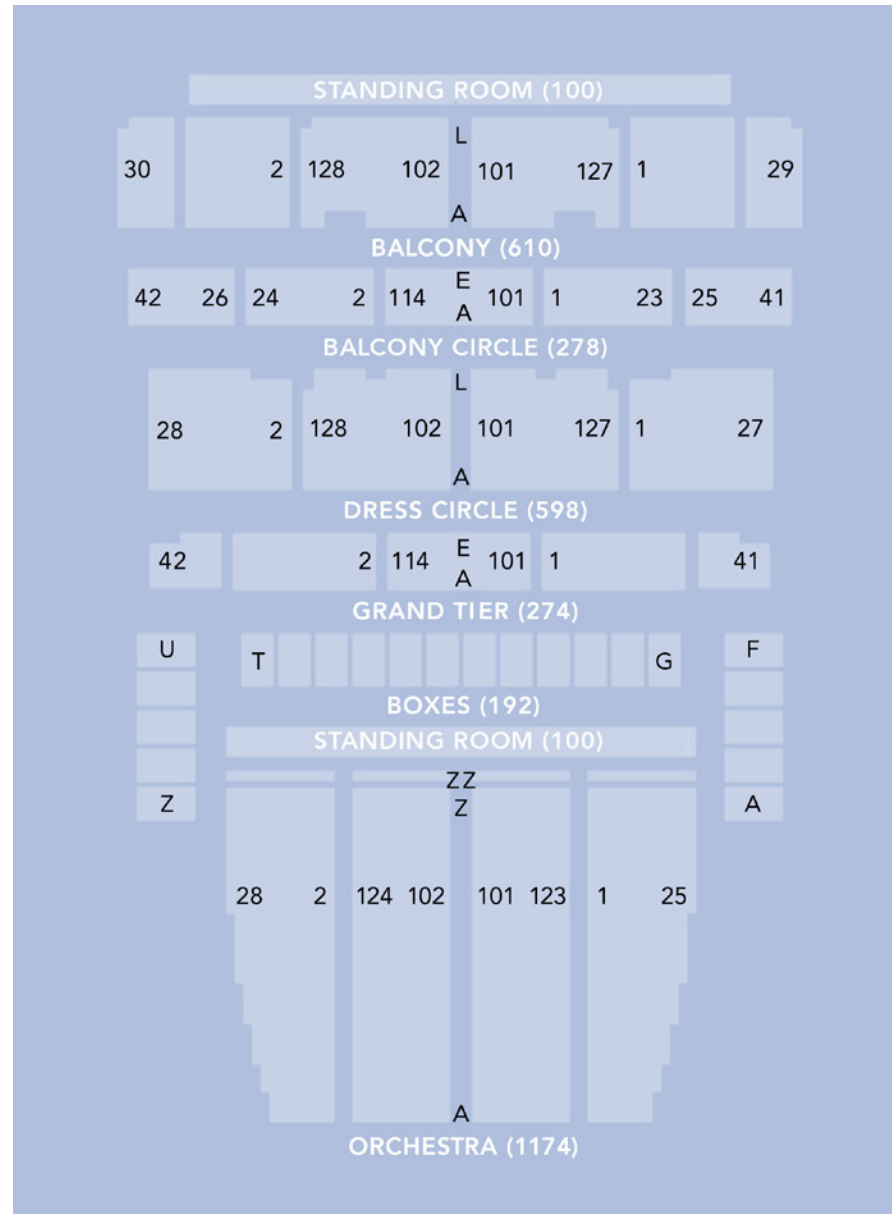 STANDING ROOM (100)
L
30 2 128 102 101 127 1 29
A
BALCONY (610)
E
42 26 24 2 114 101 1 23 25 41
A
BALCONY CIRCLE (278)
L
28 2 128 102 101 127 1 27
A
DRESS CIRCLE (598)
E
42 2 114 101 1 41
A
GRAND TIER (274)
U F
T G
BOXES (192)
STANDING ROOM (100)
ZZ
Z Z A
28 2 124 102 101 123 1 25
A
ORCHESTRA (1174)